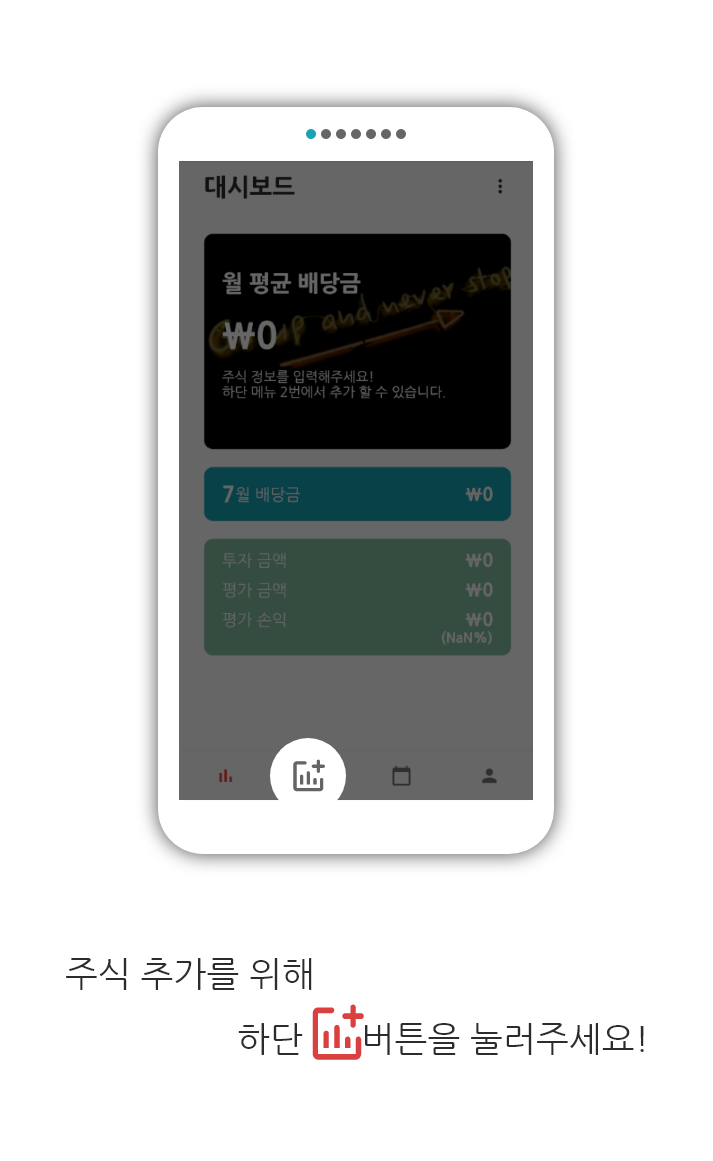 대시보드
월 평균 배당금
Go up and never stop
₩0
주식 정보를 입력해주세요!
하단 메뉴 2번에서 추가 할 수 있습니다.
7월 배당금 ₩0
투자 금액 ₩0
평가 금액 ₩0
평가 손익 ₩0
(NaN%)
주식 추가를 위해
하단 버튼을 눌러주세요!